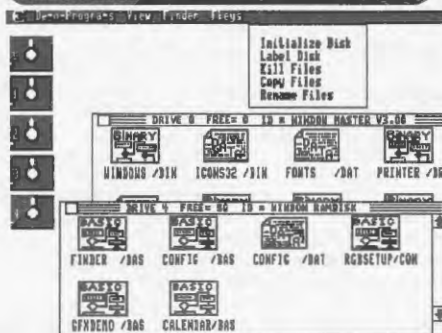 Demo-Programs View Finder Fkeys
Initialize Disk
Label Disk
Kill Files
Copy Files
Rename Files
DRIVE 0 FREE= 0 ID = WINDOW MASTER V3.00
BINARY BINARY
WINDOWS /BIN ICONS32 /BIN FONTS /DAT PRINTER /DR
DRIVE 4 FREE= 60 ID = WINDOW RAMDISK
BASIC BASIC BASIC
FINDER /BAS CONFIG /BAS CONFIG /DAT RGBSETUP/COM
BASIC BASIC
GFXDEMO /BAS CALENDAR/BAS